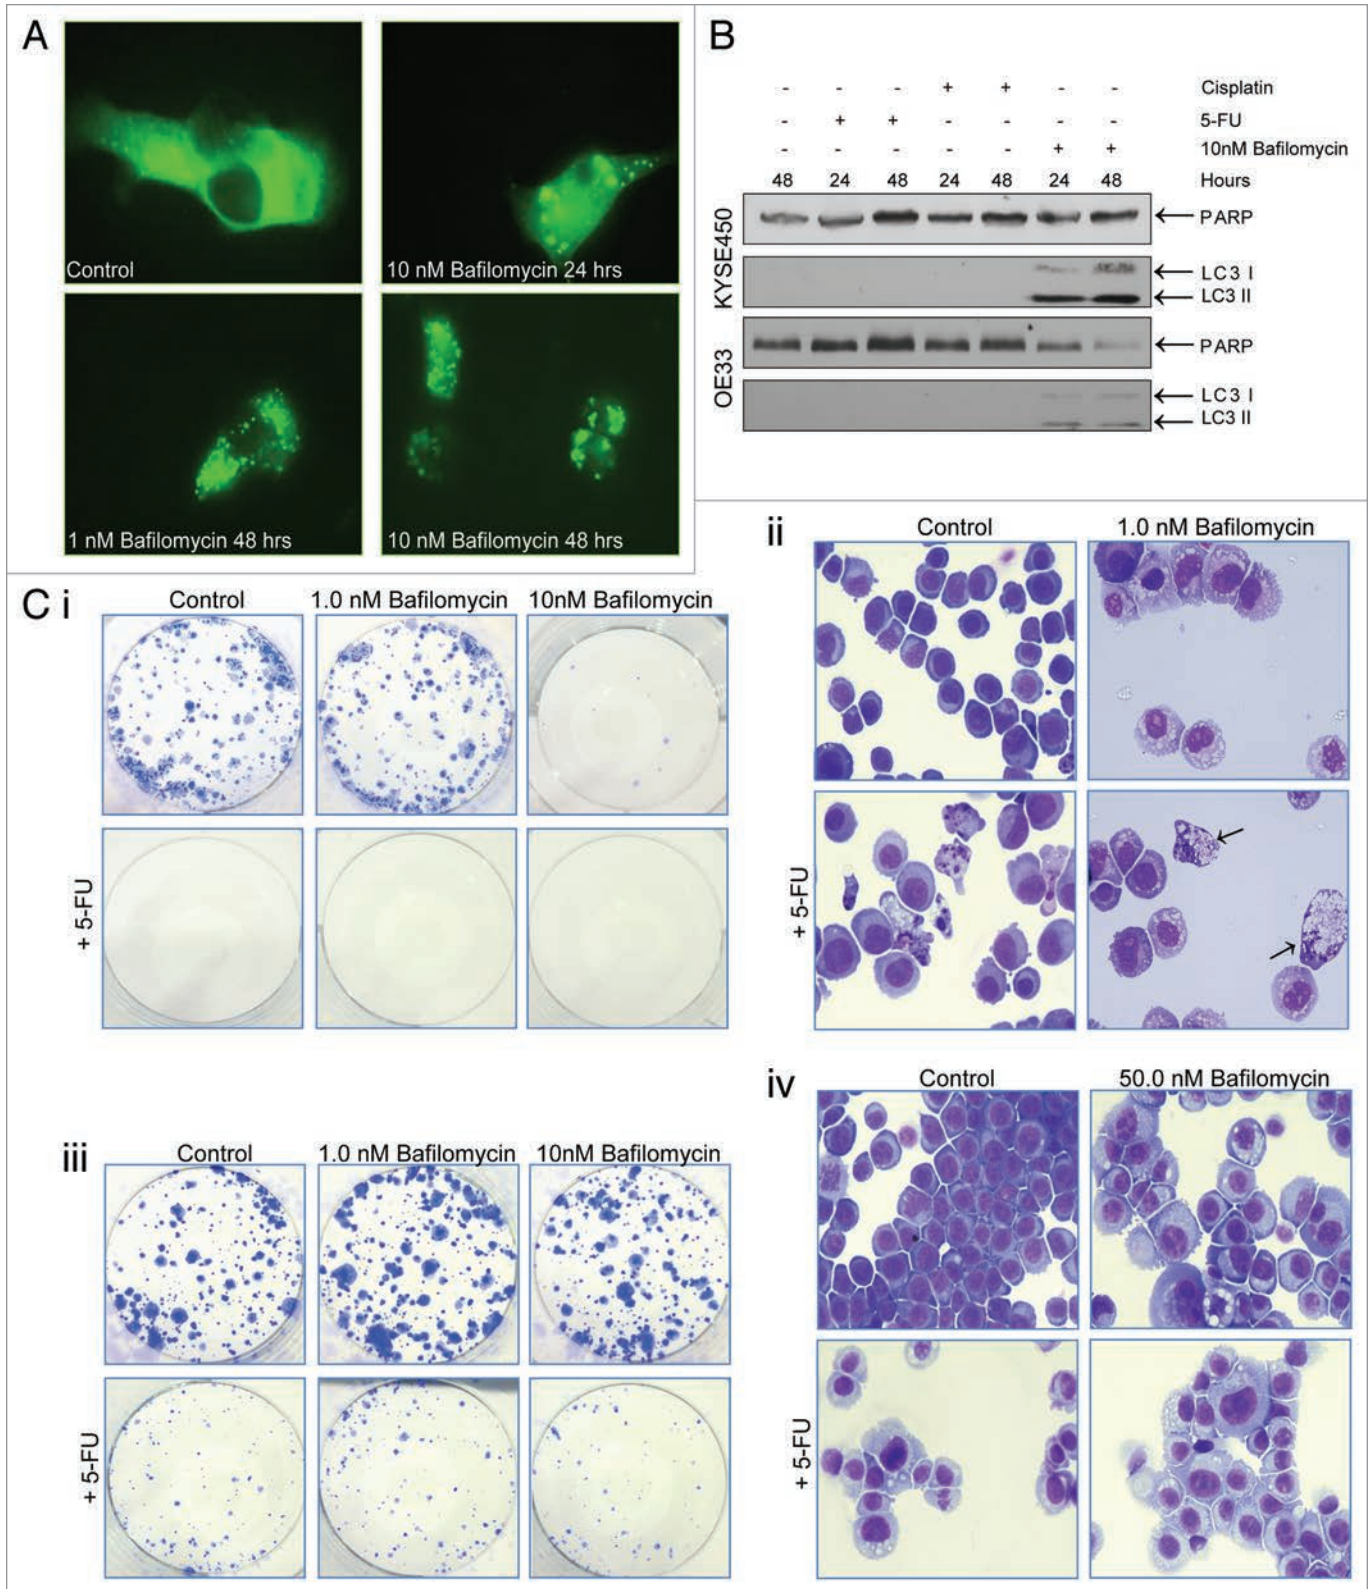 A
Control
10 nM Bafilomycin 24 hrs
1 nM Bafilomycin 48 hrs
10 nM Bafilomycin 48 hrs
B
- - - + + - - Cisplatin
- + + - - - - 5-FU
- - - - - + + 10nM Bafilomycin
48 24 48 24 48 24 48 Hours
KYSE450
PARP
LC3 I
LC3 II
OE33
PARP
LC3 I
LC3 II
C i
Control 1.0 nM Bafilomycin 10nM Bafilomycin
+ 5-FU
ii
Control 1.0 nM Bafilomycin
+ 5-FU
iii
Control 1.0 nM Bafilomycin 10nM Bafilomycin
+ 5-FU
iv
Control 50.0 nM Bafilomycin
+ 5-FU